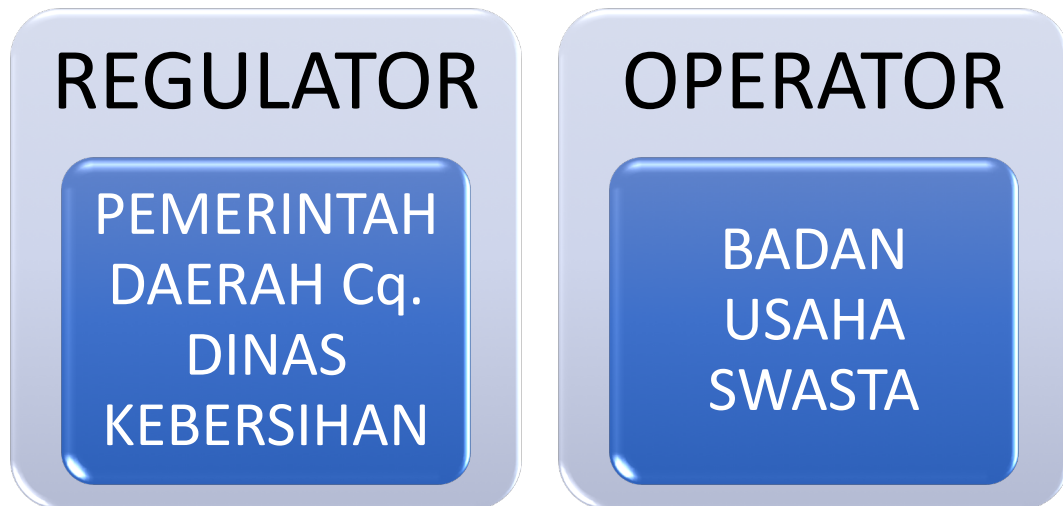 REGULATOR
PEMERINTAH
DAERAH Cq.
DINAS
KEBERSIHAN
OPERATOR
BADAN
USAHA
SWASTA